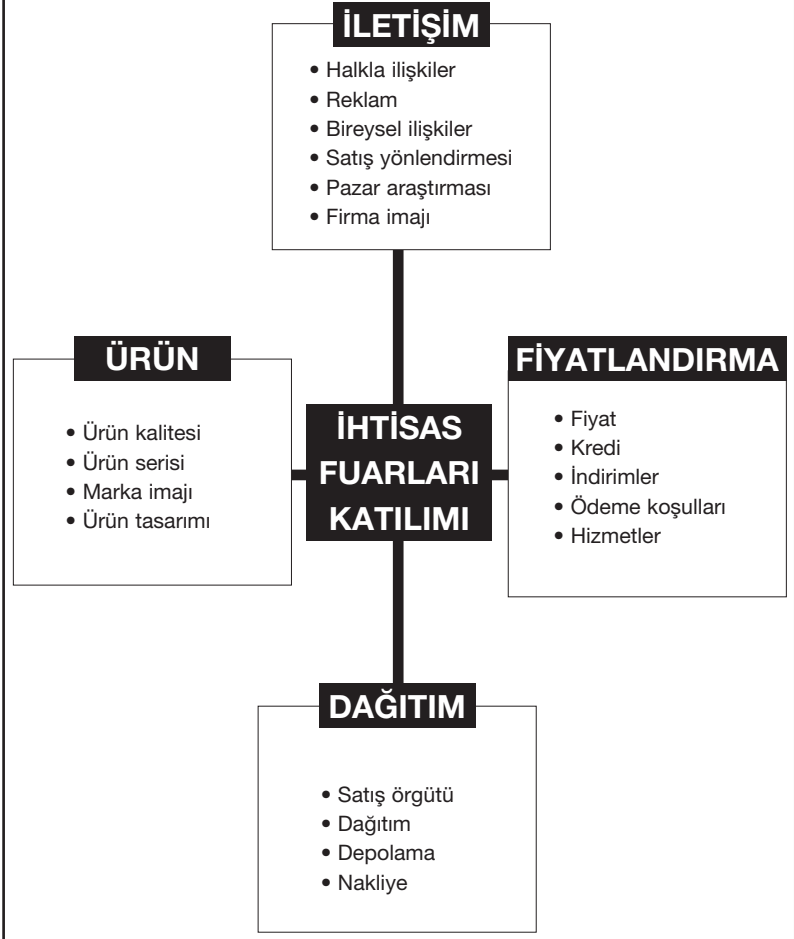 İLETİŞİM
• Halkla ilişkiler
• Reklam
• Bireysel ilişkiler
• Satış yönlendirmesi
• Pazar araştırması
• Firma imajı
ÜRÜN
• Ürün kalitesi
• Ürün serisi
• Marka imajı
• Ürün tasarımı
İHTİSAS
FUARLARI
KATILIMI
FİYATLANDIRMA
• Fiyat
• Kredi
• İndirimler
• Ödeme koşulları
• Hizmetler
DAĞITIM
• Satış örgütü
• Dağıtım
• Depolama
• Nakliye